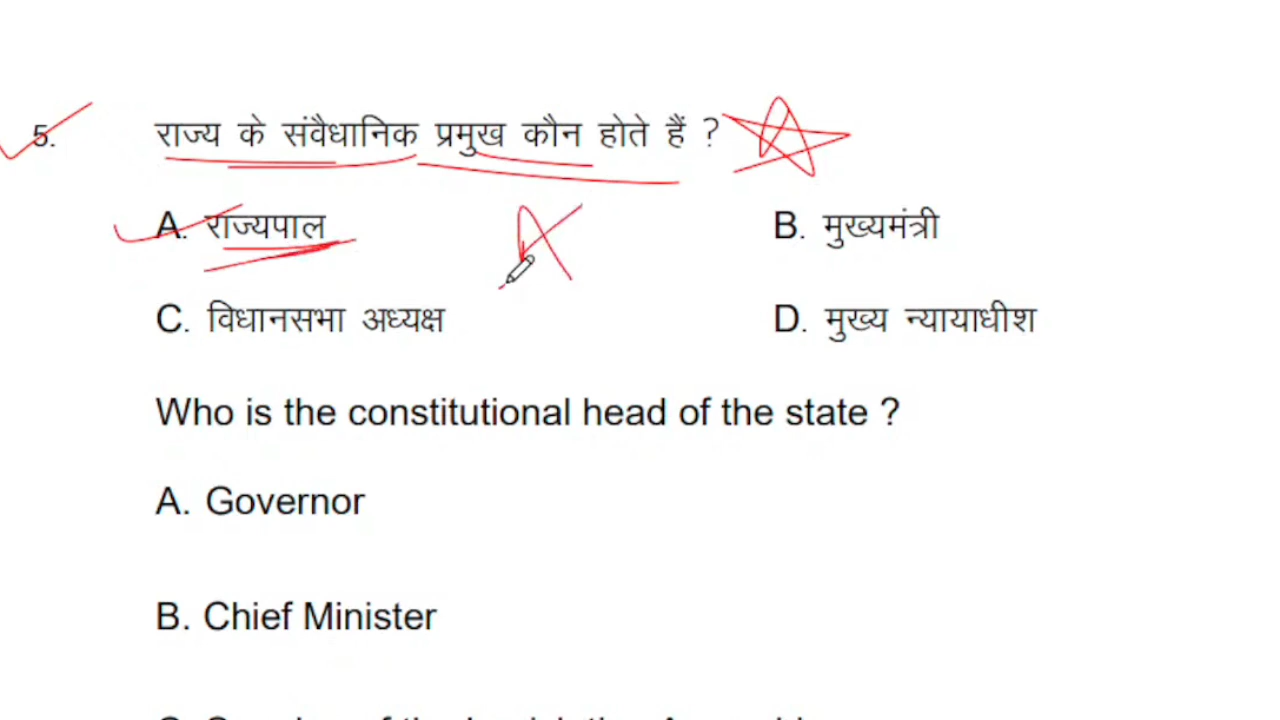 5. राज्य के संवैधानिक प्रमुख कौन होते हैं ?
A. राज्यपाल B. मुख्यमंत्री
C. विधानसभा अध्यक्ष D. मुख्य न्यायाधीश
Who is the constitutional head of the state ?
A. Governor
B. Chief Minister